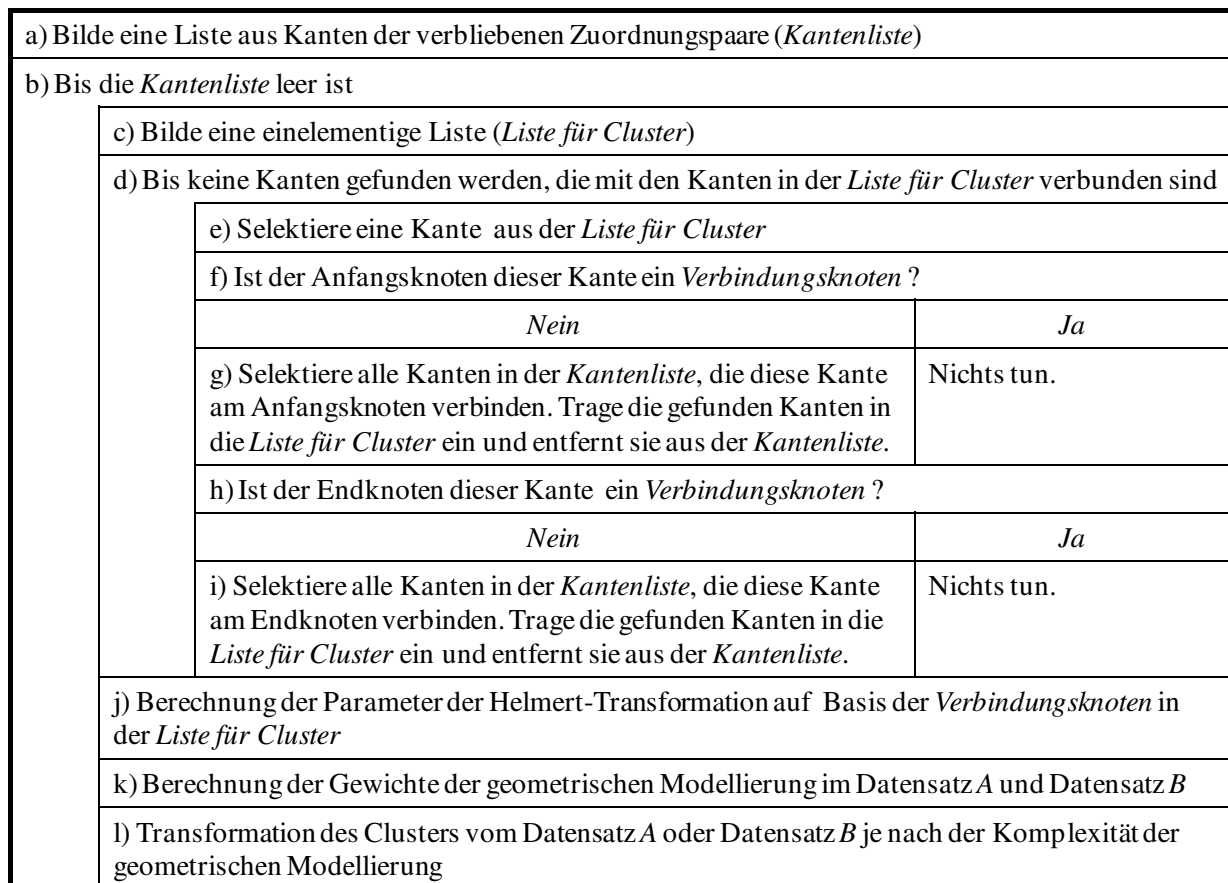 a) Bilde eine Liste aus Kanten der verbliebenen Zuordnungspaare (Kantenliste)
b) Bis die Kantenliste leer ist
c) Bilde eine einelementige Liste (Liste für Cluster)
d) Bis keine Kanten gefunden werden, die mit den Kanten in der Liste für Cluster verbunden sind
e) Selektiere eine Kante aus der Liste für Cluster
f) Ist der Anfangsknoten dieser Kante ein Verbindungsknoten ?
Nein
Ja
g) Selektiere alle Kanten in der Kantenliste, die diese Kante
am Anfangsknoten verbinden. Trage die gefunden Kanten in
die Liste für Cluster ein und entfernt sie aus der Kantenliste.
Nichts tun.
h) Ist der Endknoten dieser Kante ein Verbindungsknoten ?
Nein
Ja
i) Selektiere alle Kanten in der Kantenliste, die diese Kante
am Endknoten verbinden. Trage die gefunden Kanten in die
Liste für Cluster ein und entfernt sie aus der Kantenliste.
Nichts tun.
j) Berechnung der Parameter der Helmert-Transformation auf Basis der Verbindungsknoten in
der Liste für Cluster
k) Berechnung der Gewichte der geometrischen Modellierung im Datensatz A und Datensatz B
l) Transformation des Clusters vom Datensatz A oder Datensatz B je nach der Komplexität der
geometrischen Modellierung